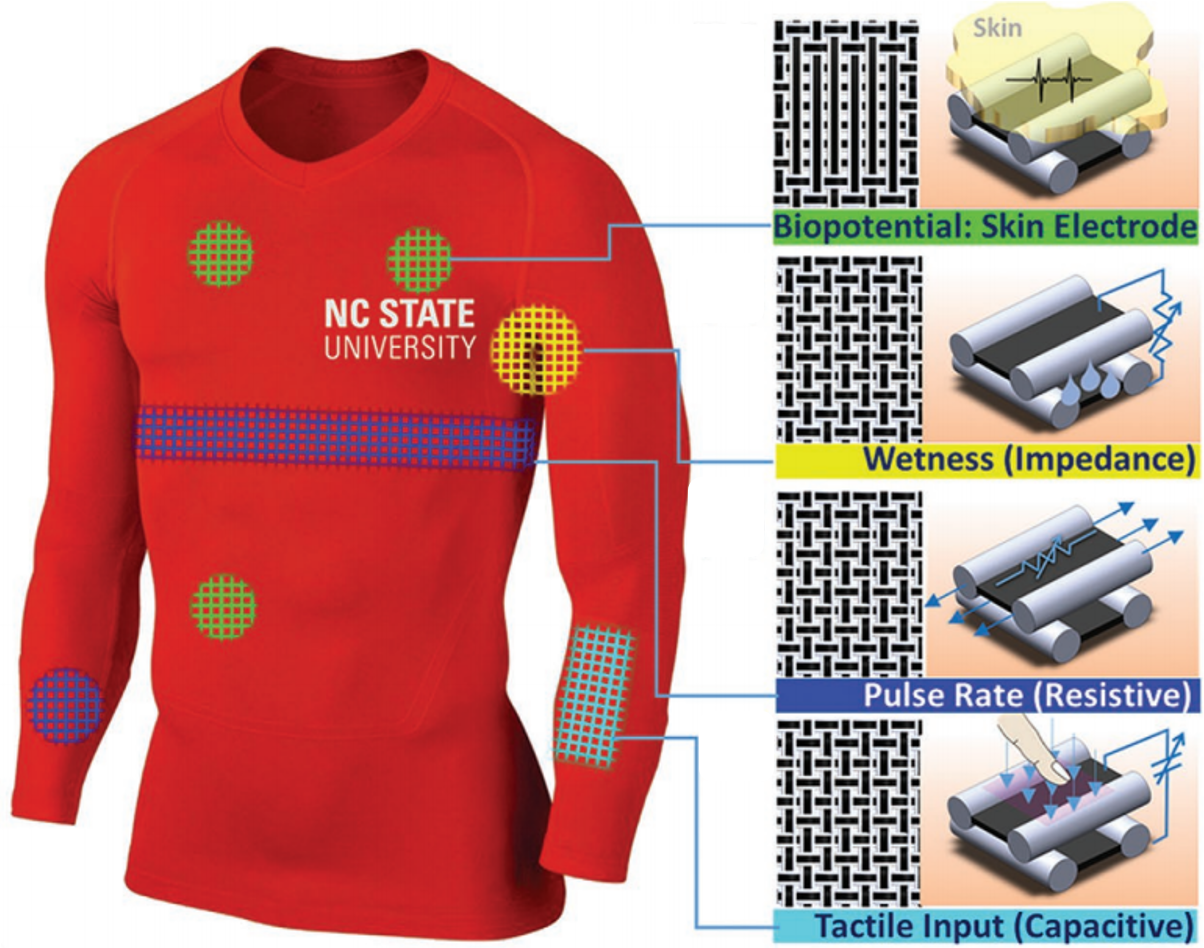 NC STATE
UNIVERSITY
Skin
Biopotential: Skin Electrode
Wetness (Impedance)
Pulse Rate (Resistive)
Tactile Input (Capacitive)